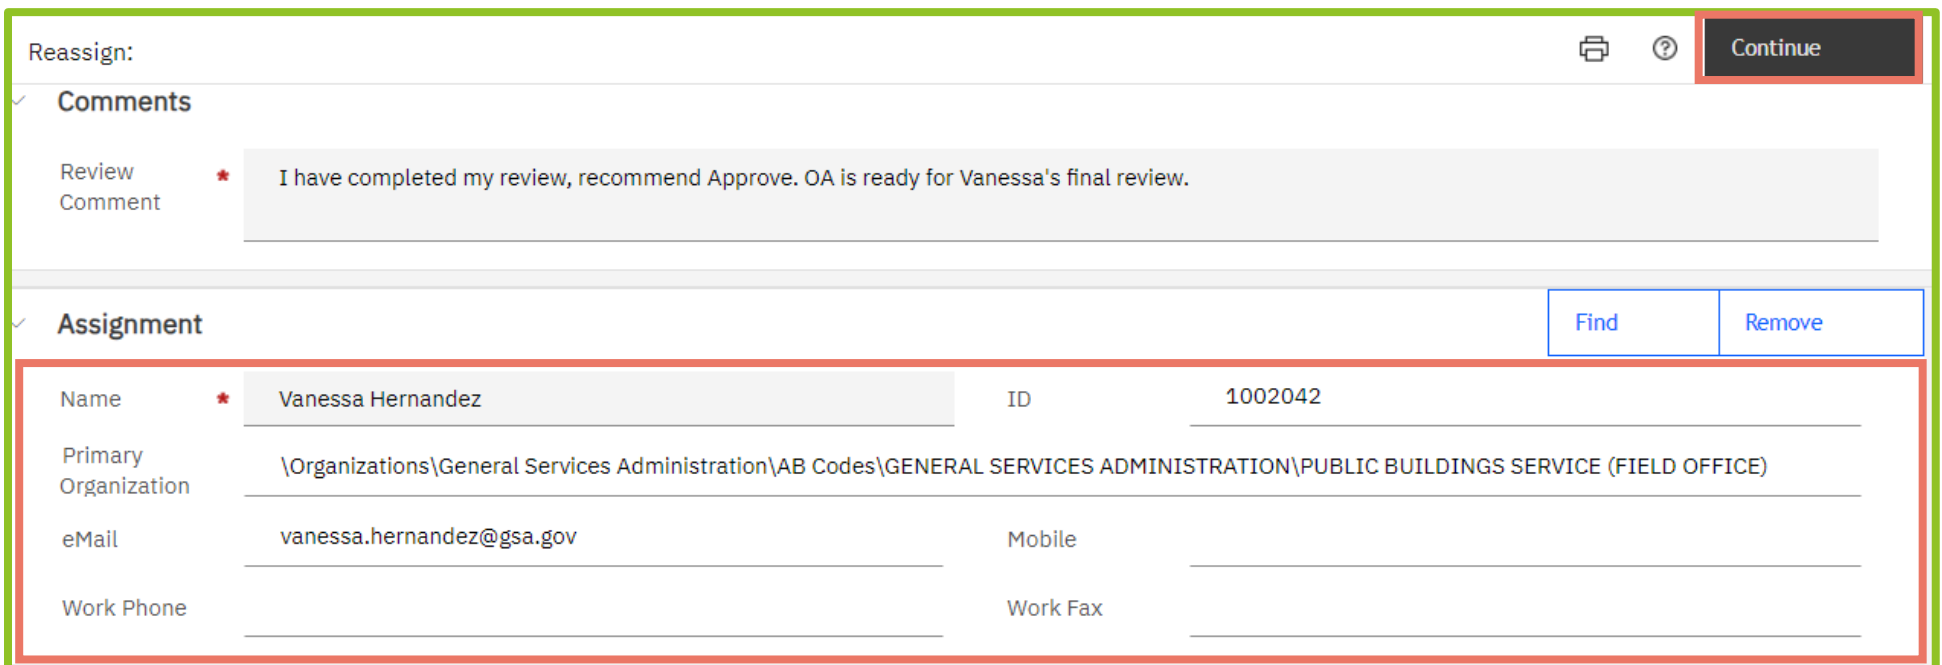 Reassign:
Continue
Comments
Review
Comment
*
I have completed my review, recommend Approve. OA is ready for Vanessa's final review.
Assignment
Find
Remove
Name * Vanessa Hernandez
ID 1002042
Primary
Organization
\Organizations\General Services Administration\AB Codes\GENERAL SERVICES ADMINISTRATION\PUBLIC BUILDINGS SERVICE (FIELD OFFICE)
eMail vanessa.hernandez@gsa.gov
Mobile
Work Phone
Work Fax